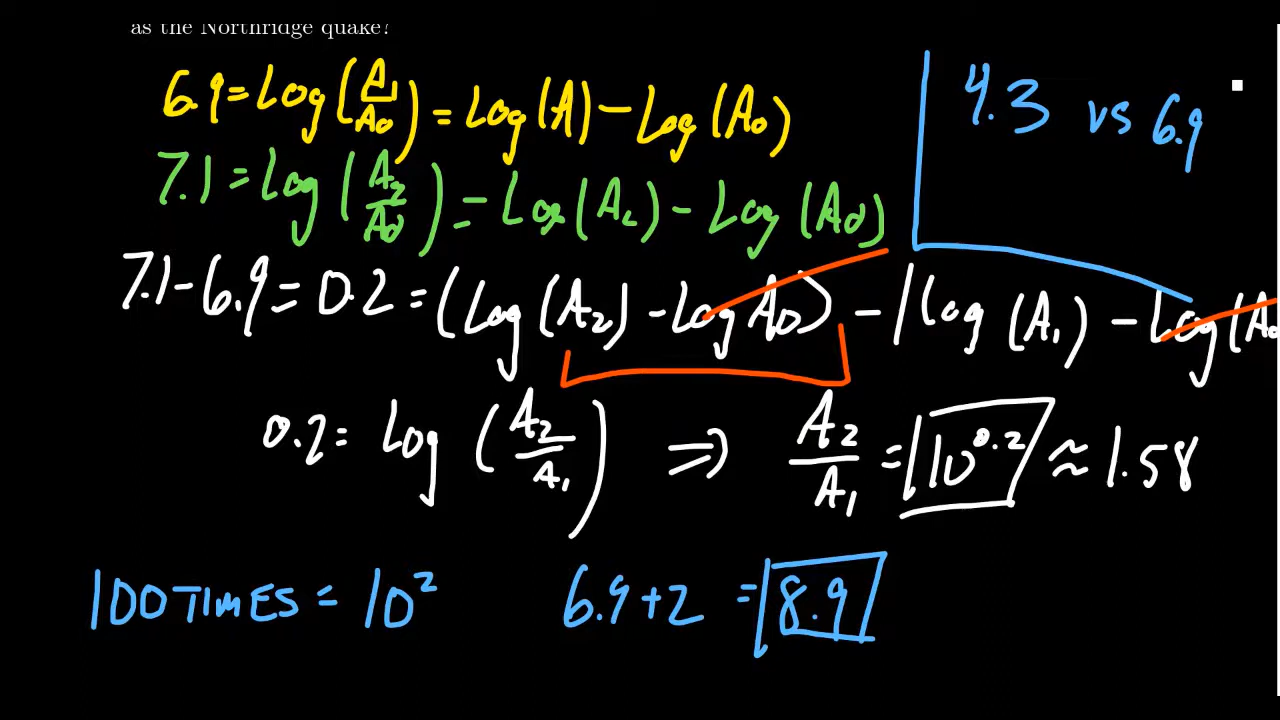 as the Northridge quake?
6.9 = Log(A₁/A₀) = Log(A) - Log(A₀)
4.3 vs 6.9
7.1 = Log(A₂/A₀) = Log(A₂) - Log(A₀)
7.1 - 6.9 = 0.2 = (Log(A₂) - Log A₀) - (Log(A₁) - Log(A₀
0.2 = Log(A₂/A₁) ⇒ A₂/A₁ = 10^0.2 ≈ 1.58
100 TIMES = 10² 6.9 + 2 = 8.9